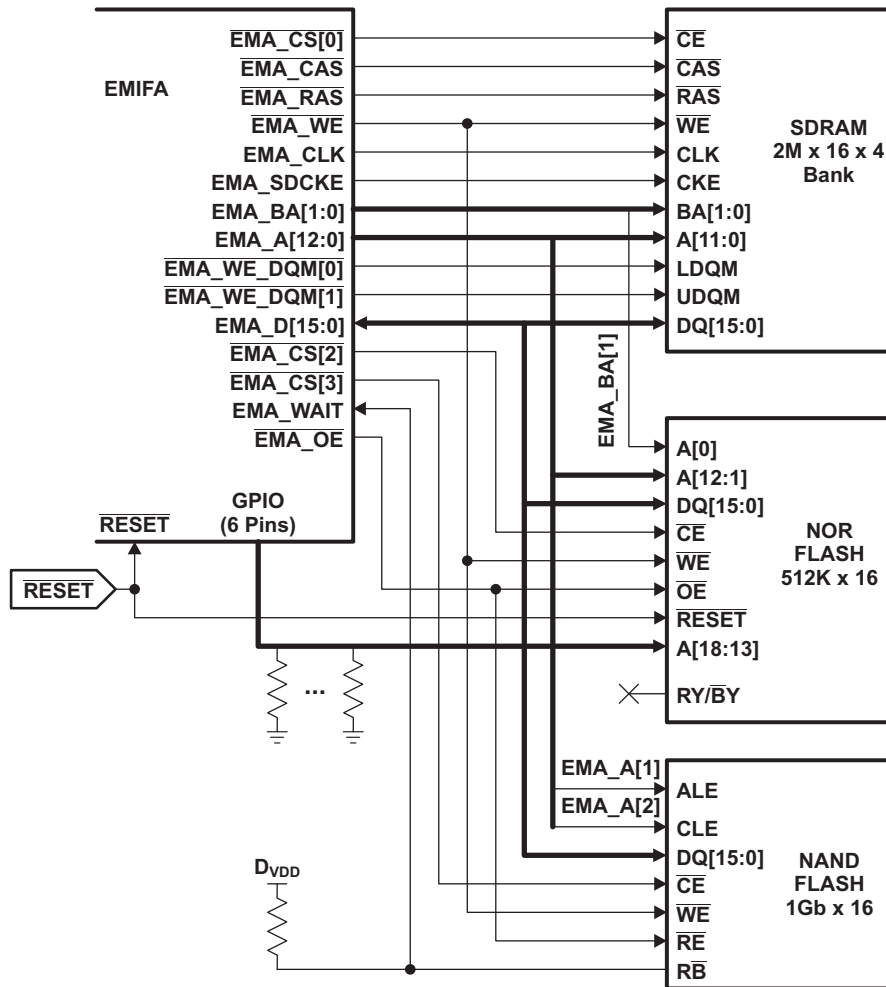 EMIFA
EMA_CS[0]
EMA_CAS
EMA_RAS
EMA_WE
EMA_CLK
EMA_SDCKE
EMA_BA[1:0]
EMA_A[12:0]
EMA_WE_DQM[0]
EMA_WE_DQM[1]
EMA_D[15:0]
EMA_CS[2]
EMA_CS[3]
EMA_WAIT
EMA_OE
GPIO
(6 Pins)
RESET
RESET
CE
CAS
RAS
WE
CLK
CKE
BA[1:0]
A[11:0]
LDQM
UDQM
DQ[15:0]
SDRAM
2M x 16 x 4
Bank
EMA_BA[1]
A[0]
A[12:1]
DQ[15:0]
CE
WE
OE
RESET
A[18:13]
RY/BY
NOR
FLASH
512K x 16
...
EMA_A[1]
EMA_A[2]
ALE
CLE
DQ[15:0]
CE
WE
RE
RB
NAND
FLASH
1Gb x 16
DVDD